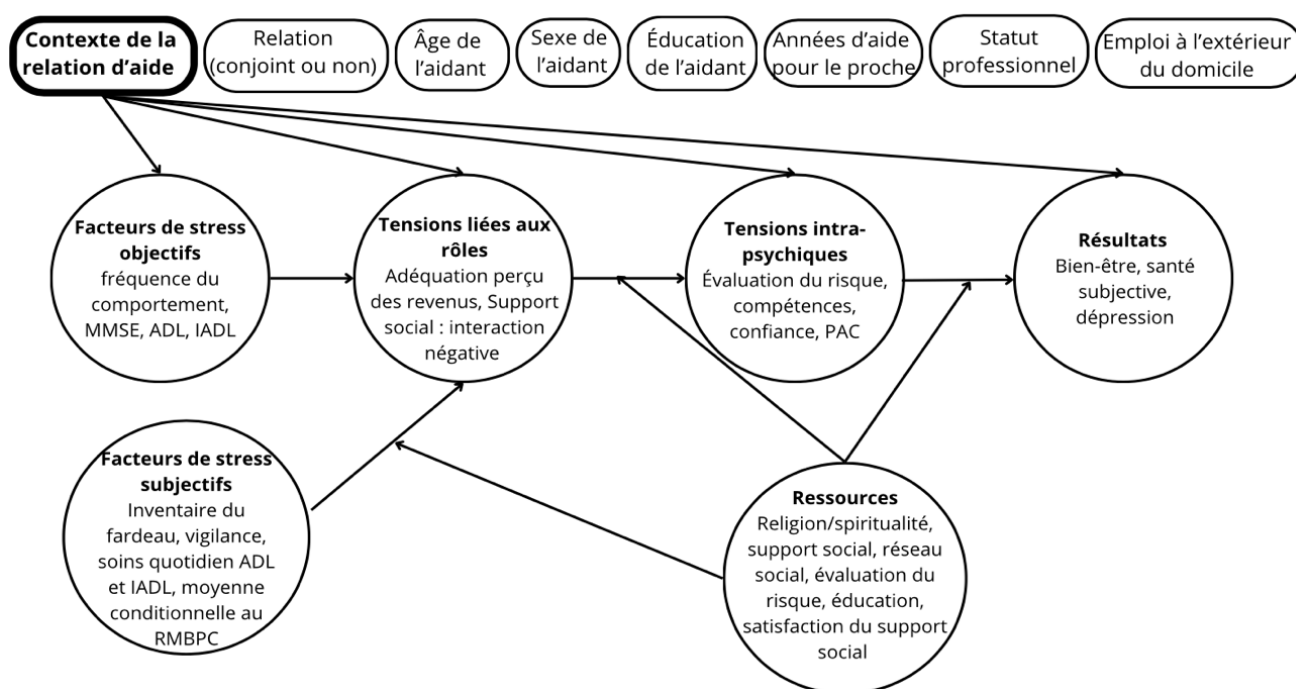 Contexte de la
relation d'aide
Relation
(conjoint ou non)
Âge de
l'aidant
Sexe de
l'aidant
Éducation
de l'aidant
Années d'aide
pour le proche
Statut
professionnel
Emploi à l'extérieur
du domicile
Facteurs de stress
objectifs
fréquence du
comportement,
MMSE, ADL, IADL
Tensions liées aux
rôles
Adéquation perçu
des revenus, Support
social : interaction
négative
Tensions intra-
psychiques
Évaluation du risque,
compétences,
confiance, PAC
Résultats
Bien-être, santé
subjective,
dépression
Facteurs de stress
subjectifs
Inventaire du
fardeau, vigilance,
soins quotidien ADL
et IADL, moyenne
conditionnelle au
RMBPC
Ressources
Religion/spiritualité,
support social, réseau
social, évaluation du
risque, éducation,
satisfaction du support
social